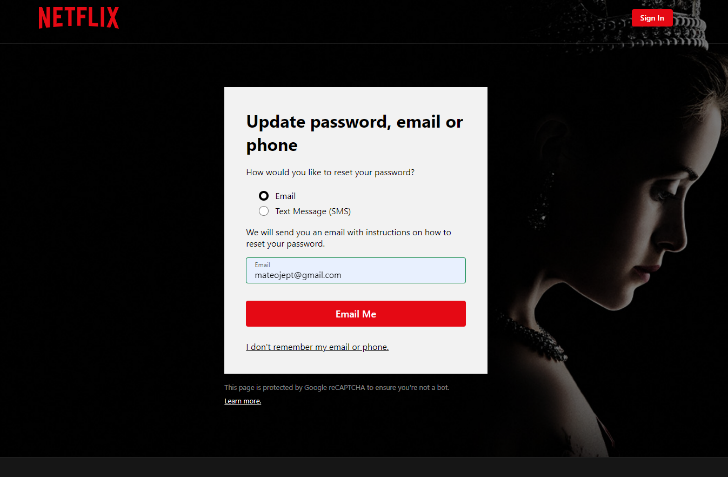 NETFLIX
Sign In
Update password, email or
phone
How would you like to reset your password?
Email
Text Message (SMS)
We will send you an email with instructions on how to
reset your password.
Email
mateojept@gmail.com
Email Me
I don't remember my email or phone.
This page is protected by Google reCAPTCHA to ensure you're not a bot.
Learn more.